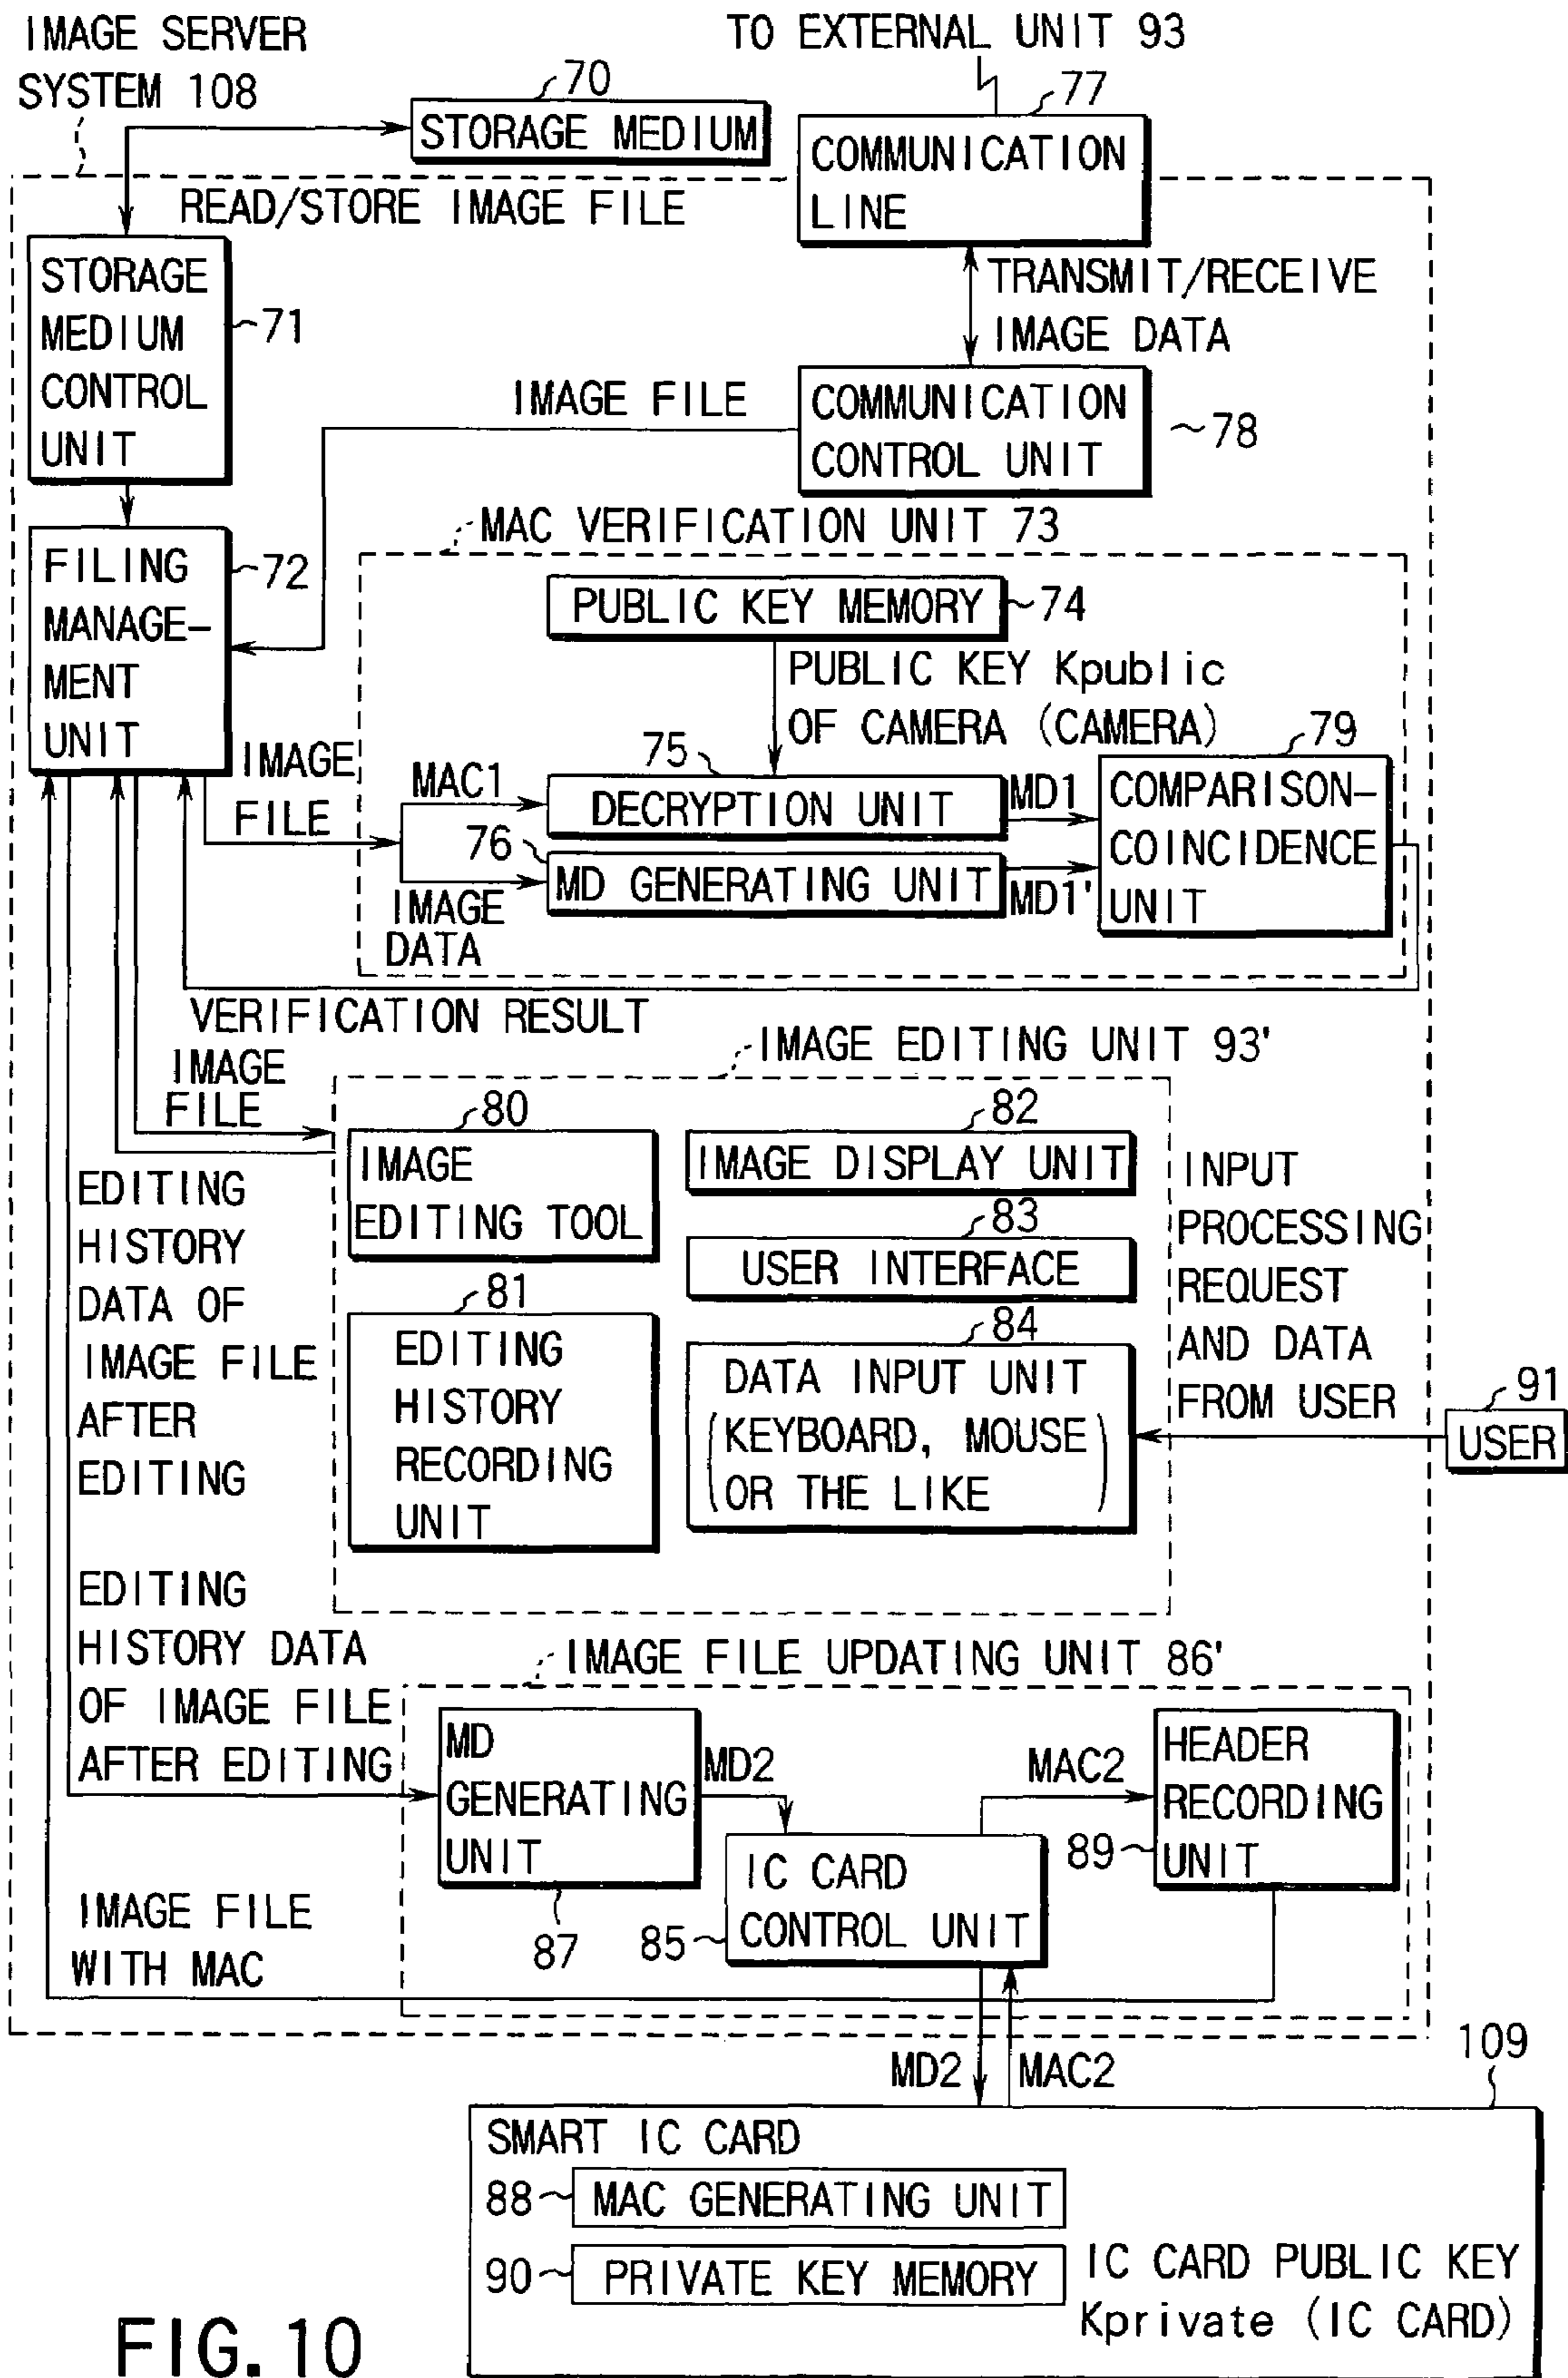 IMAGE SERVER
SYSTEM 108
TO EXTERNAL UNIT 93
70
STORAGE MEDIUM
77
COMMUNICATION
LINE
READ/STORE IMAGE FILE
STORAGE
MEDIUM
CONTROL
UNIT
71
TRANSMIT/RECEIVE
IMAGE DATA
IMAGE FILE
COMMUNICATION
CONTROL UNIT
78
FILING
MANAGE-
MENT
UNIT
72
MAC VERIFICATION UNIT 73
PUBLIC KEY MEMORY
74
PUBLIC KEY Kpublic
OF CAMERA (CAMERA)
IMAGE
FILE
MAC1
75
DECRYPTION UNIT
MD1
79
COMPARISON-
COINCIDENCE
UNIT
76
MD GENERATING UNIT
MD1'
IMAGE
DATA
VERIFICATION RESULT
IMAGE
FILE
IMAGE EDITING UNIT 93'
80
IMAGE
EDITING TOOL
82
IMAGE DISPLAY UNIT
83
USER INTERFACE
81
EDITING
HISTORY
RECORDING
UNIT
84
DATA INPUT UNIT
(KEYBOARD, MOUSE
OR THE LIKE)
INPUT
PROCESSING
REQUEST
AND DATA
FROM USER
91
USER
EDITING
HISTORY
DATA OF
IMAGE FILE
AFTER
EDITING
EDITING
HISTORY DATA
OF IMAGE FILE
AFTER EDITING
IMAGE FILE UPDATING UNIT 86'
MD
GENERATING
UNIT
87
MD2
IC CARD
CONTROL UNIT
85
MAC2
HEADER
RECORDING
UNIT
89
IMAGE FILE
WITH MAC
MD2
MAC2
109
SMART IC CARD
88
MAC GENERATING UNIT
90
PRIVATE KEY MEMORY
IC CARD PUBLIC KEY
Kprivate (IC CARD)
FIG.10